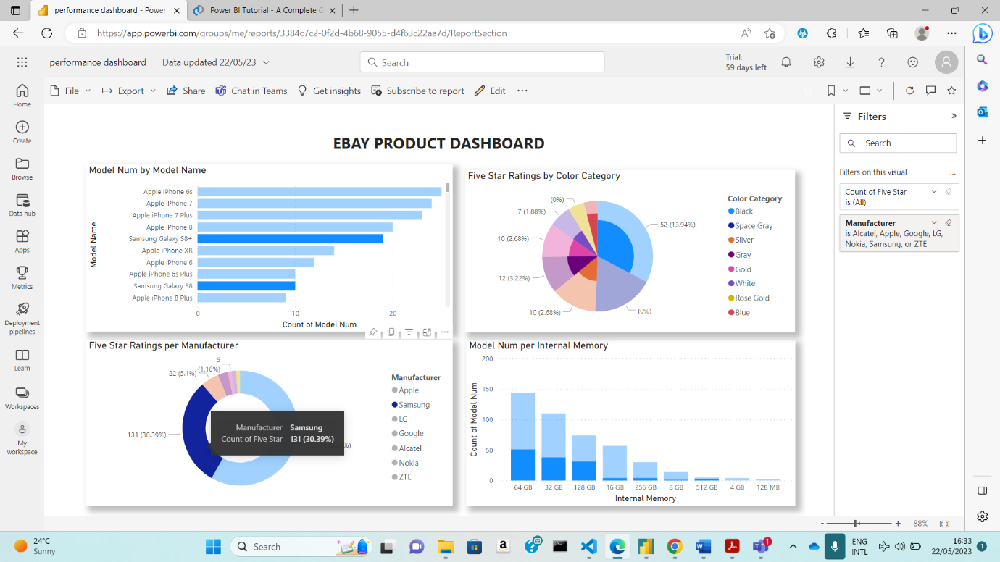 performance dashboard - Power
Power BI Tutorial - A Complete G
https://app.powerbi.com/groups/me/reports/3384c7c2-0f2d-4b68-9055-d4f63c22aa7d/ReportSection
performance dashboard
Data updated 22/05/23
Search
Trial:
59 days left
File
Export
Share
Chat in Teams
Get insights
Subscribe to report
Edit
Home
Create
Browse
Data hub
Apps
Metrics
Deployment
pipelines
Learn
Workspaces
My
workspace
EBAY PRODUCT DASHBOARD
Model Num by Model Name
Model Name
Apple iPhone 6s
Apple iPhone 7
Apple iPhone 7 Plus
Apple iPhone 8
Samsung Galaxy S8+
Apple iPhone XR
Apple iPhone 6
Apple iPhone 6s Plus
Samsung Galaxy S8
Apple iPhone 8 Plus
0 10 20
Count of Model Num
Five Star Ratings by Color Category
(0%)
7 (1.88%)
10 (2.68%)
12 (3.22%)
10 (2.68%)
52 (13.94%)
(0%)
Color Category
Black
Space Gray
Silver
Gray
Gold
White
Rose Gold
Blue
Five Star Ratings per Manufacturer
5
(1.16%)
22 (5.1%)
131 (30.39%)
Manufacturer Samsung
Count of Five Star 131 (30.39%)
Manufacturer
Apple
Samsung
LG
Google
Alcatel
Nokia
ZTE
Model Num per Internal Memory
Count of Model Num
200
150
100
50
0
64 GB 32 GB 128 GB 16 GB 256 GB 8 GB 512 GB 4 GB 128 MB
Internal Memory
Filters
Search
Filters on this visual
Count of Five Star
is (All)
Manufacturer
is Alcatel, Apple, Google, LG,
Nokia, Samsung, or ZTE
- + 88%
24°C
Sunny
Search
1
ENG
INTL
16:33
22/05/2023
1